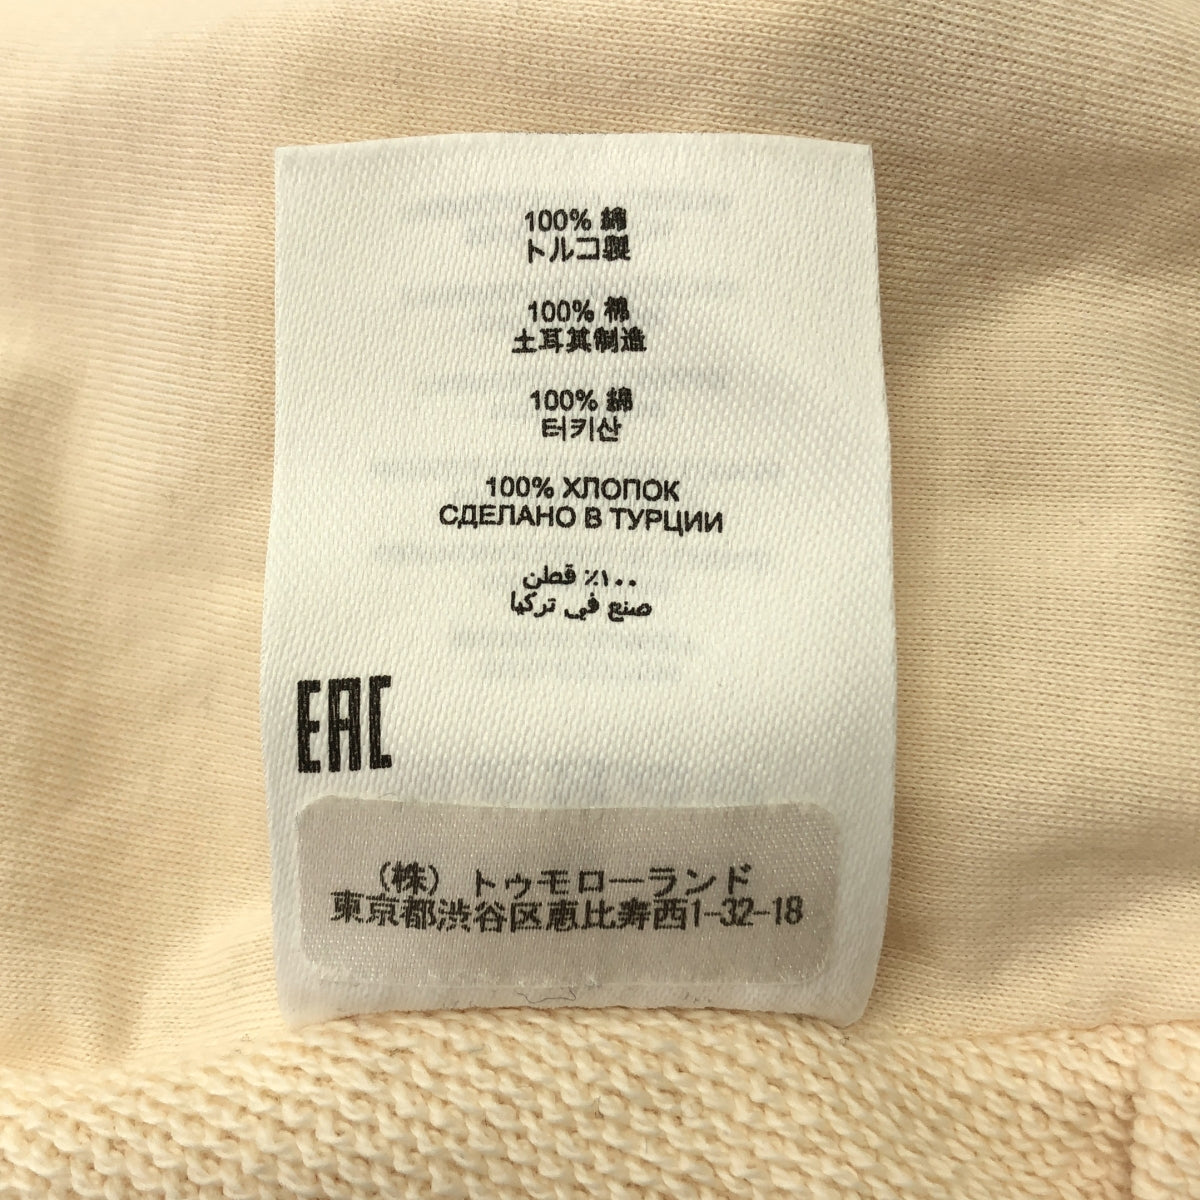 100% 綿
トルコ製
100% 棉
土耳其制造
100% 綿
터키산
100% ХЛОПОК
СДЕЛАНО В ТУРЦИИ
١٠٠٪ قطن
صنع في تركيا
EAC
(株) トゥモローランド
東京都渋谷区恵比寿西1-32-18